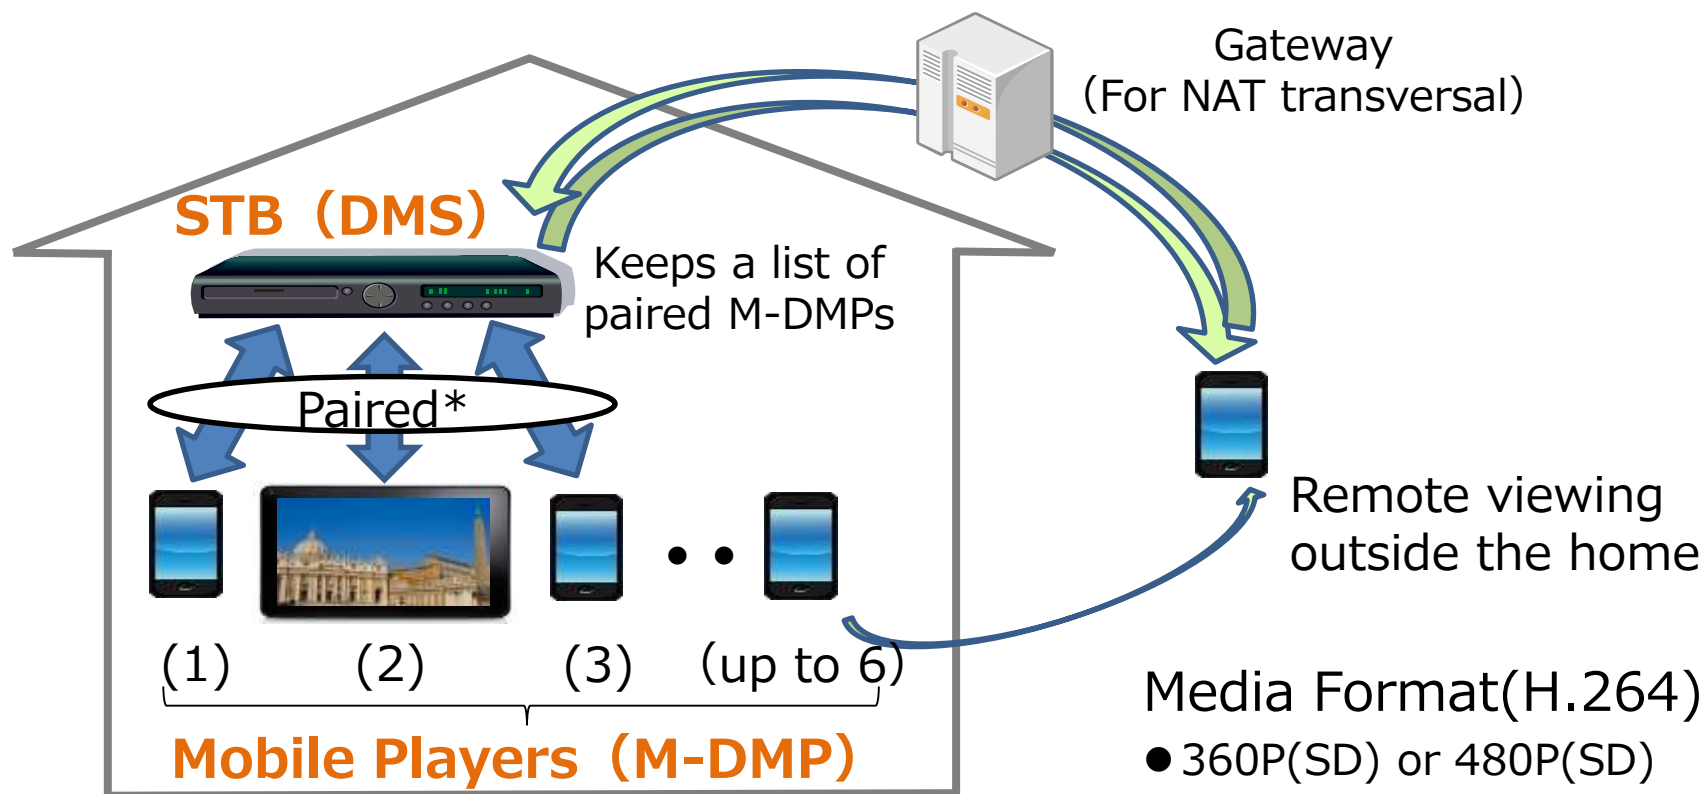 Gateway
（For NAT transversal）
STB（DMS）
Keeps a list of
paired M-DMPs
Paired*
Remote viewing
outside the home
(1) (2) (3) （up to 6）
Mobile Players（M-DMP）
Media Format(H.264)
●360P(SD) or 480P(SD)